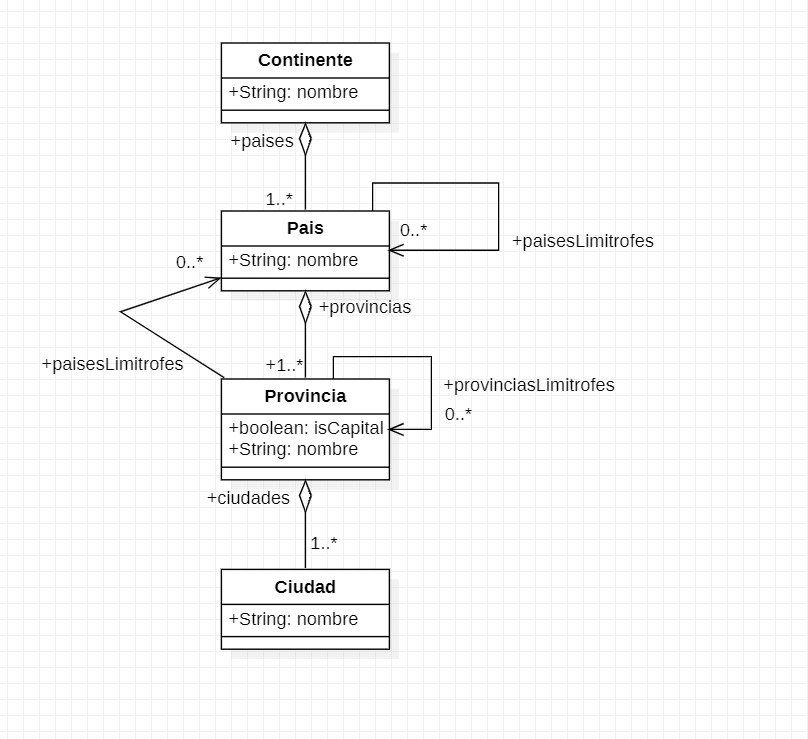 Continente
+String: nombre
+paises
1..*
Pais
+String: nombre
0..*
+paisesLimitrofes
0..*
+provincias
+paisesLimitrofes
+1..*
Provincia
+boolean: isCapital
+String: nombre
+provinciasLimitrofes
0..*
+ciudades
1..*
Ciudad
+String: nombre